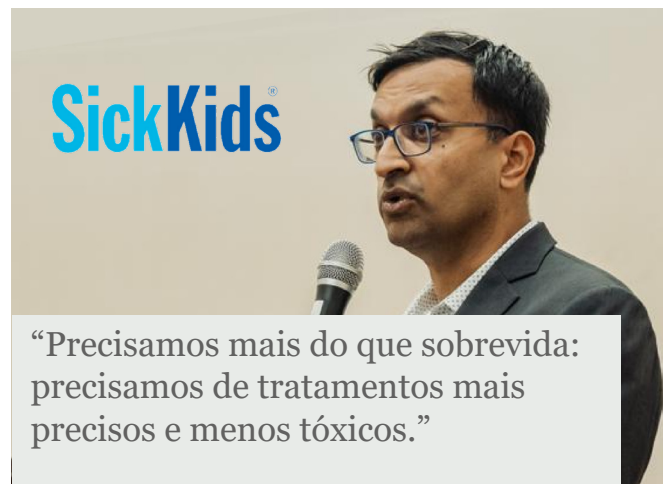 SickKids®
“Precisamos mais do que sobrevida:
precisamos de tratamentos mais
precisos e menos tóxicos.”